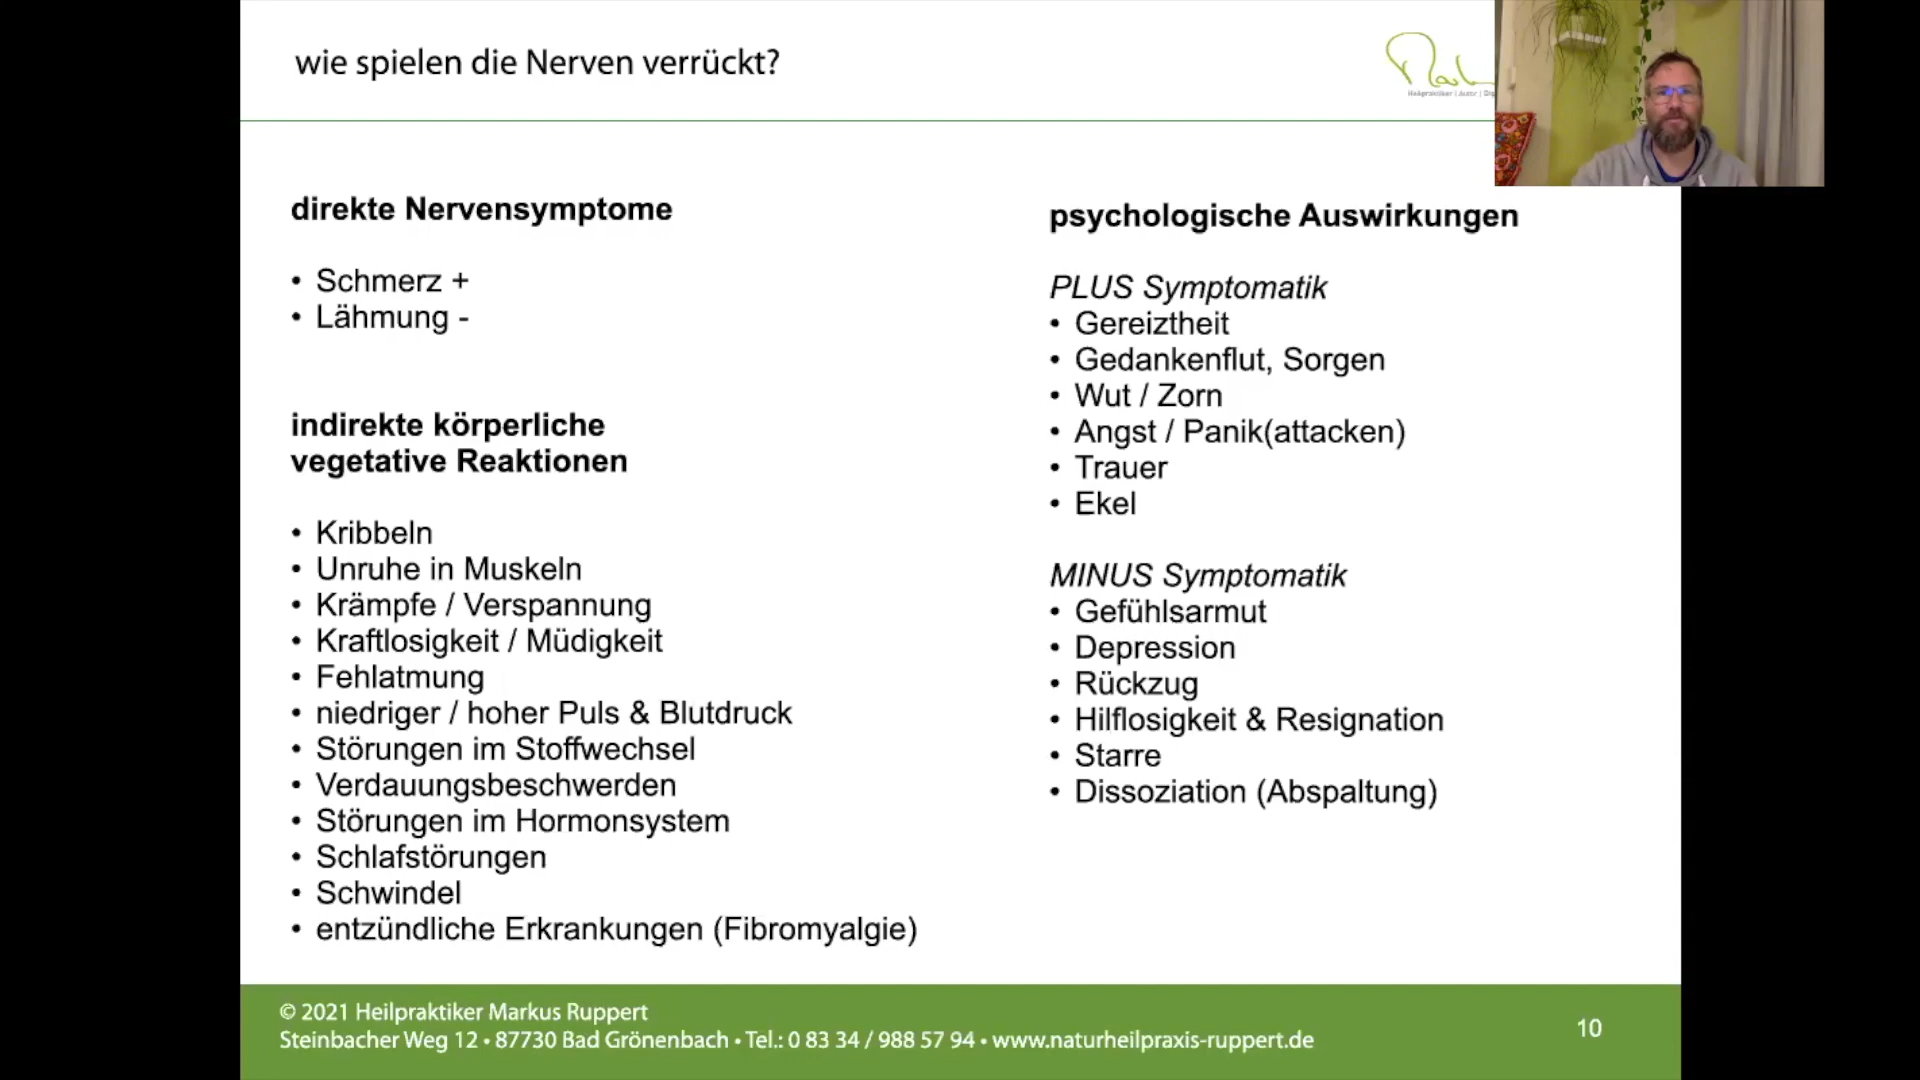 wie spielen die Nerven verrückt?
Heilpraktiker | Autor |
direkte Nervensymptome
• Schmerz +
• Lähmung -
indirekte körperliche
vegetative Reaktionen
• Kribbeln
• Unruhe in Muskeln
• Krämpfe / Verspannung
• Kraftlosigkeit / Müdigkeit
• Fehlatmung
• niedriger / hoher Puls & Blutdruck
• Störungen im Stoffwechsel
• Verdauungsbeschwerden
• Störungen im Hormonsystem
• Schlafstörungen
• Schwindel
• entzündliche Erkrankungen (Fibromyalgie)
psychologische Auswirkungen
PLUS Symptomatik
• Gereiztheit
• Gedankenflut, Sorgen
• Wut / Zorn
• Angst / Panik(attacken)
• Trauer
• Ekel
MINUS Symptomatik
• Gefühlsarmut
• Depression
• Rückzug
• Hilflosigkeit & Resignation
• Starre
• Dissoziation (Abspaltung)
© 2021 Heilpraktiker Markus Ruppert
Steinbacher Weg 12 • 87730 Bad Grönenbach • Tel.: 0 83 34 / 988 57 94 • www.naturheilpraxis-ruppert.de
10